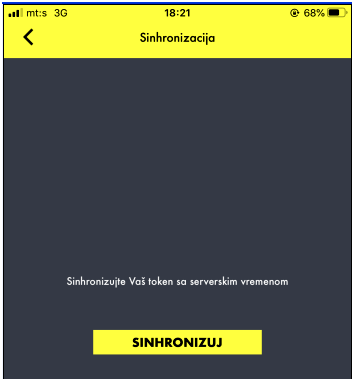 mt:s 3G 18:21 68%
Sinhronizacija
Sinhronizujte Vaš token sa serverskim vremenom
SINHRONIZUJ